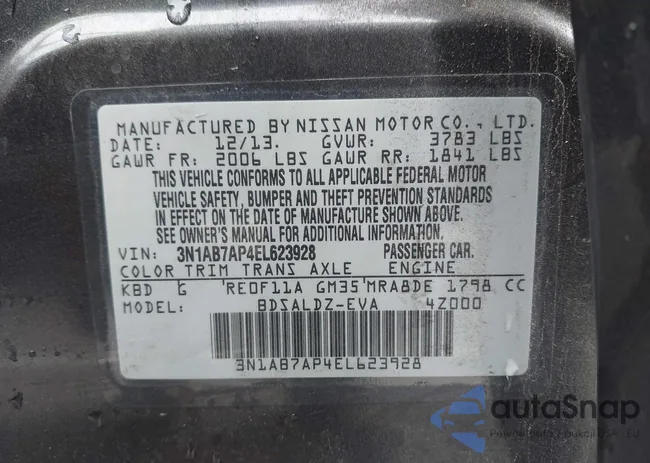 MANUFACTURED BY NISSAN MOTOR CO., LTD.
DATE: 12/13. GVWR: 3783 LBS
GAWR FR: 2006 LBS GAWR RR: 1841 LBS
THIS VEHICLE CONFORMS TO ALL APPLICABLE FEDERAL MOTOR
VEHICLE SAFETY, BUMPER AND THEFT PREVENTION STANDARDS
IN EFFECT ON THE DATE OF MANUFACTURE SHOWN ABOVE.
SEE OWNER'S MANUAL FOR ADDITIONAL INFORMATION.
VIN: 3N1AB7AP4EL623928 PASSENGER CAR.
COLOR TRIM TRANS AXLE ENGINE
KBD G RE0F11A GM35 MRA8DE 1798 CC
MODEL: BDSALDZ-EVA 4Z000
3N1AB7AP4EL623928
autaSnap